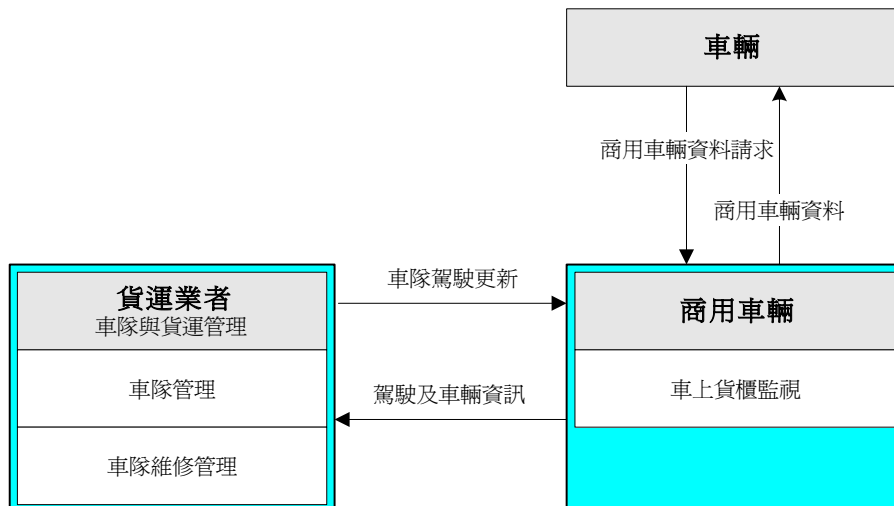 車輛
商用車輛資料請求
商用車輛資料
貨運業者
車隊與貨運管理
車隊管理
車隊維修管理
車隊駕駛更新
駕駛及車輛資訊
商用車輛
車上貨櫃監視